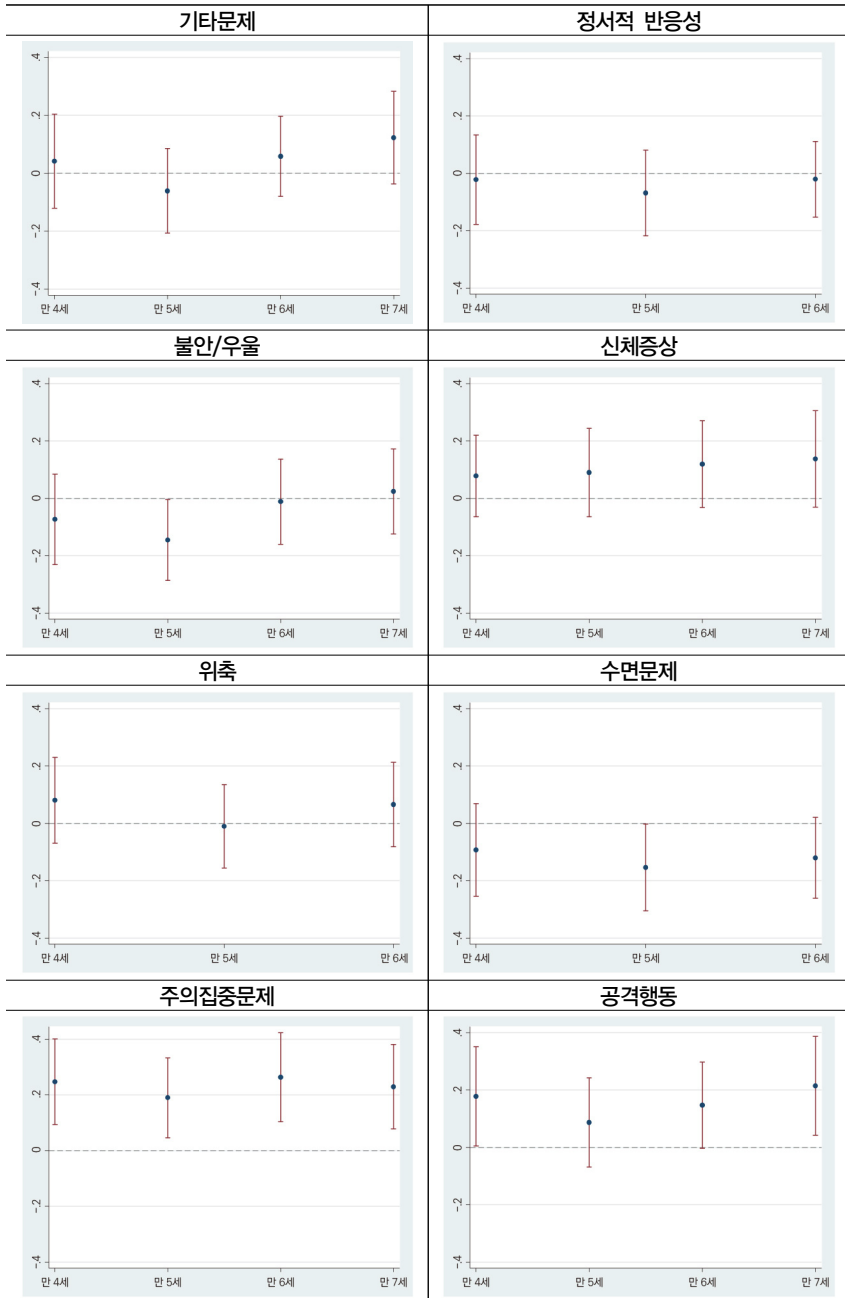 기타문제
정서적 반응성
.4
.2
0
-.2
-.4
만 4세
만 5세
만 6세
만 7세
.4
.2
0
-.2
-.4
만 4세
만 5세
만 6세
불안/우울
신체증상
.4
.2
0
-.2
-.4
만 4세
만 5세
만 6세
만 7세
.4
.2
0
-.2
-.4
만 4세
만 5세
만 6세
만 7세
위축
수면문제
.4
.2
0
-.2
-.4
만 4세
만 5세
만 6세
.4
.2
0
-.2
-.4
만 4세
만 5세
만 6세
주의집중문제
공격행동
.4
.2
0
-.2
-.4
만 4세
만 5세
만 6세
만 7세
.4
.2
0
-.2
-.4
만 4세
만 5세
만 6세
만 7세